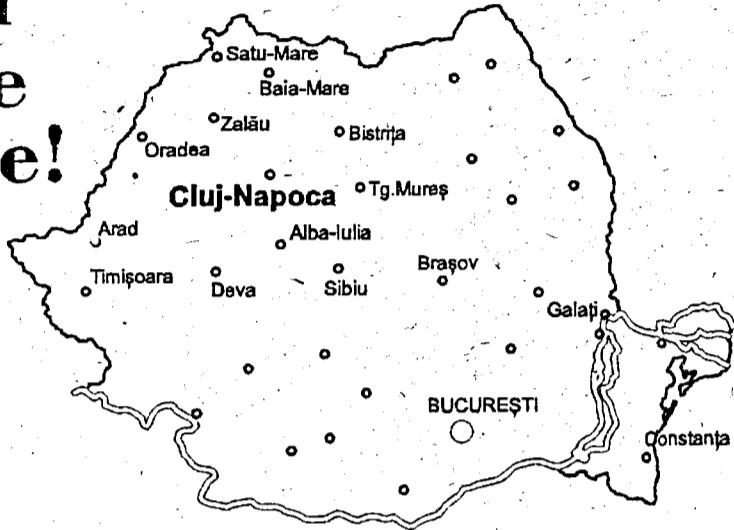 e
e!
Satu-Mare
Baia-Mare
Zalău
Oradea
Bistrița
Cluj-Napoca
Tg.Mureș
Arad
Alba-Iulia
Timișoara
Deva
Sibiu
Brașov
Galați
BUCUREȘTI
Constanța